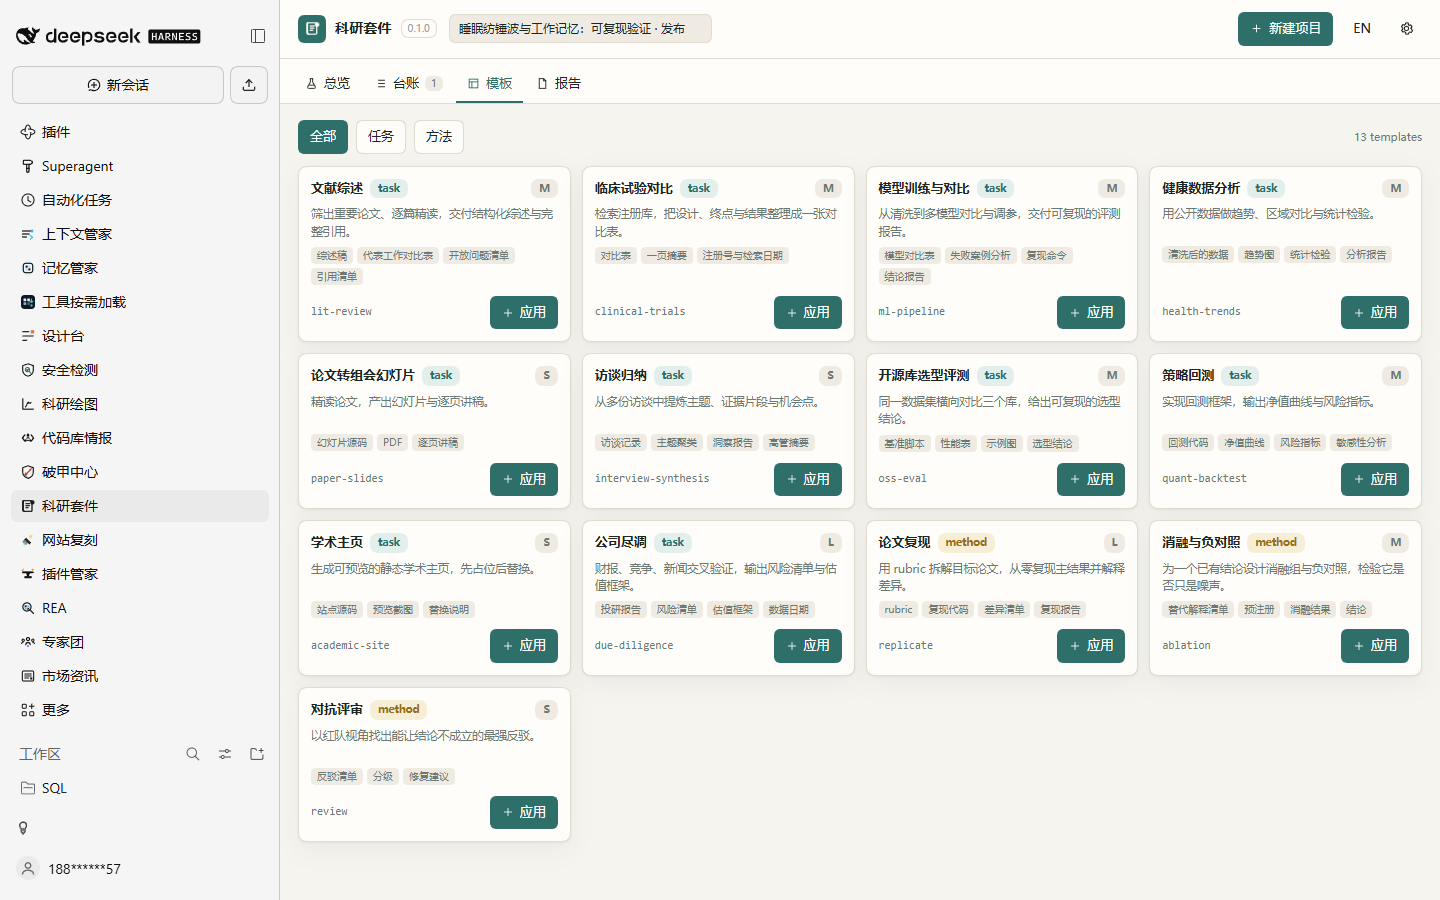 deepseek HARNESS
新会话
插件
Superagent
自动化任务
上下文管家
记忆管家
工具按需加载
设计台
安全检测
科研绘图
代码库情报
破甲中心
科研套件
网站复刻
插件管家
REA
专家团
市场资讯
更多
工作区
SQL
188******57
科研套件 0.1.0 睡眠纺锤波与工作记忆：可复现验证 · 发布
+ 新建项目 EN
总览 台账 1 模板 报告
全部 任务 方法 13 templates
文献综述 task M
筛出重要论文、逐篇精读，交付结构化综述与完
整引用。
综述稿 代表工作对比表 开放问题清单
引用清单
lit-review + 应用
临床试验对比 task M
检索注册库，把设计、终点与结果整理成一张对
比表。
对比表 一页摘要 注册号与检索日期
clinical-trials + 应用
模型训练与对比 task M
从清洗到多模型对比与调参，交付可复现的评测
报告。
模型对比表 失败案例分析 复现命令
结论报告
ml-pipeline + 应用
健康数据分析 task M
用公开数据做趋势、区域对比与统计检验。
清洗后的数据 趋势图 统计检验 分析报告
health-trends + 应用
论文转组会幻灯片 task S
精读论文，产出幻灯片与逐页讲稿。
幻灯片源码 PDF 逐页讲稿
paper-slides + 应用
访谈归纳 task S
从多份访谈中提炼主题、证据片段与机会点。
访谈记录 主题聚类 洞察报告 高管摘要
interview-synthesis + 应用
开源库选型评测 task M
同一数据集横向对比三个库，给出可复现的选型
结论。
基准脚本 性能表 示例图 选型结论
oss-eval + 应用
策略回测 task M
实现回测框架，输出净值曲线与风险指标。
回测代码 净值曲线 风险指标 敏感性分析
quant-backtest + 应用
学术主页 task S
生成可预览的静态学术主页，先占位后替换。
站点源码 预览截图 替换说明
academic-site + 应用
公司尽调 task L
财报、竞争、新闻交叉验证，输出风险清单与估
值框架。
投研报告 风险清单 估值框架 数据日期
due-diligence + 应用
论文复现 method L
用 rubric 拆解目标论文，从零复现主结果并解释
差异。
rubric 复现代码 差异清单 复现报告
replicate + 应用
消融与负对照 method M
为一个已有结论设计消融组与负对照，检验它是
否只是噪声。
替代解释清单 预注册 消融结果 结论
ablation + 应用
对抗评审 method S
以红队视角找出能让结论不成立的最强反驳。
反驳清单 分级 修复建议
review + 应用